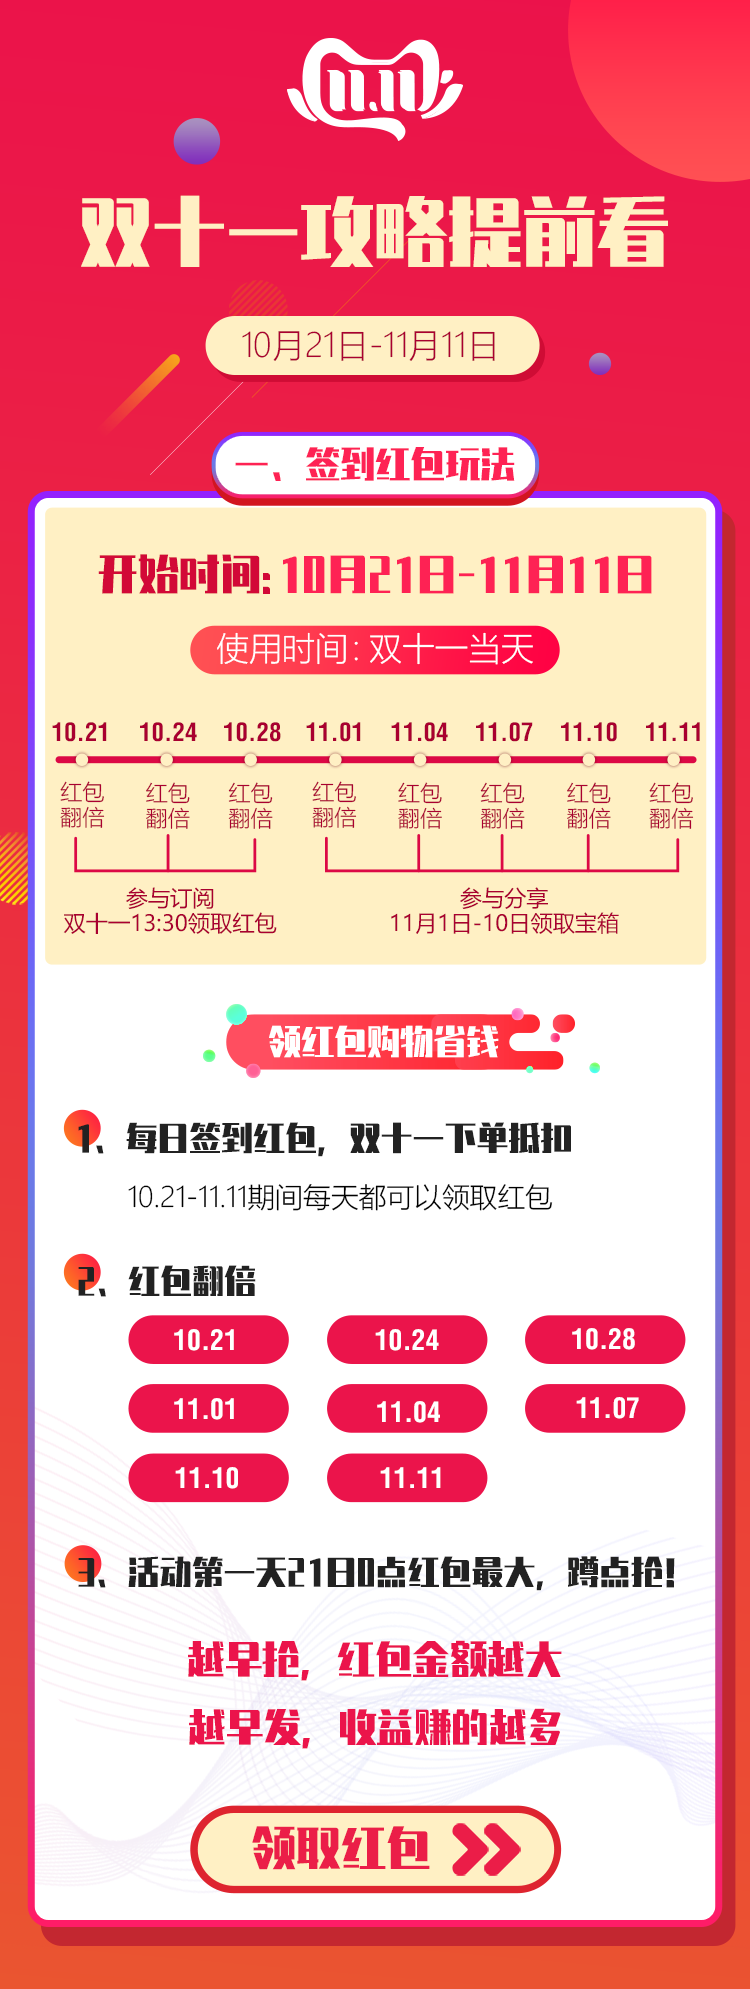 11.11
双十一攻略提前看
10月21日-11月11日
一、签到红包玩法
开始时间：10月21日-11月11日
使用时间：双十一当天
10.21 10.24 10.28 11.01 11.04 11.07 11.10 11.11
红包 红包 红包 红包 红包 红包 红包 红包
翻倍 翻倍 翻倍 翻倍 翻倍 翻倍 翻倍 翻倍
参与订阅 参与分享
双十一13:30领取红包 11月1日-10日领取宝箱
领红包购物省钱
1、每日签到红包，双十一下单抵扣
10.21-11.11期间每天都可以领取红包
2、红包翻倍
10.21 10.24 10.28
11.01 11.04 11.07
11.10 11.11
3、活动第一天21日0点红包最大，蹲点抢！
越早抢，红包金额越大
越早发，收益赚的越多
领取红包